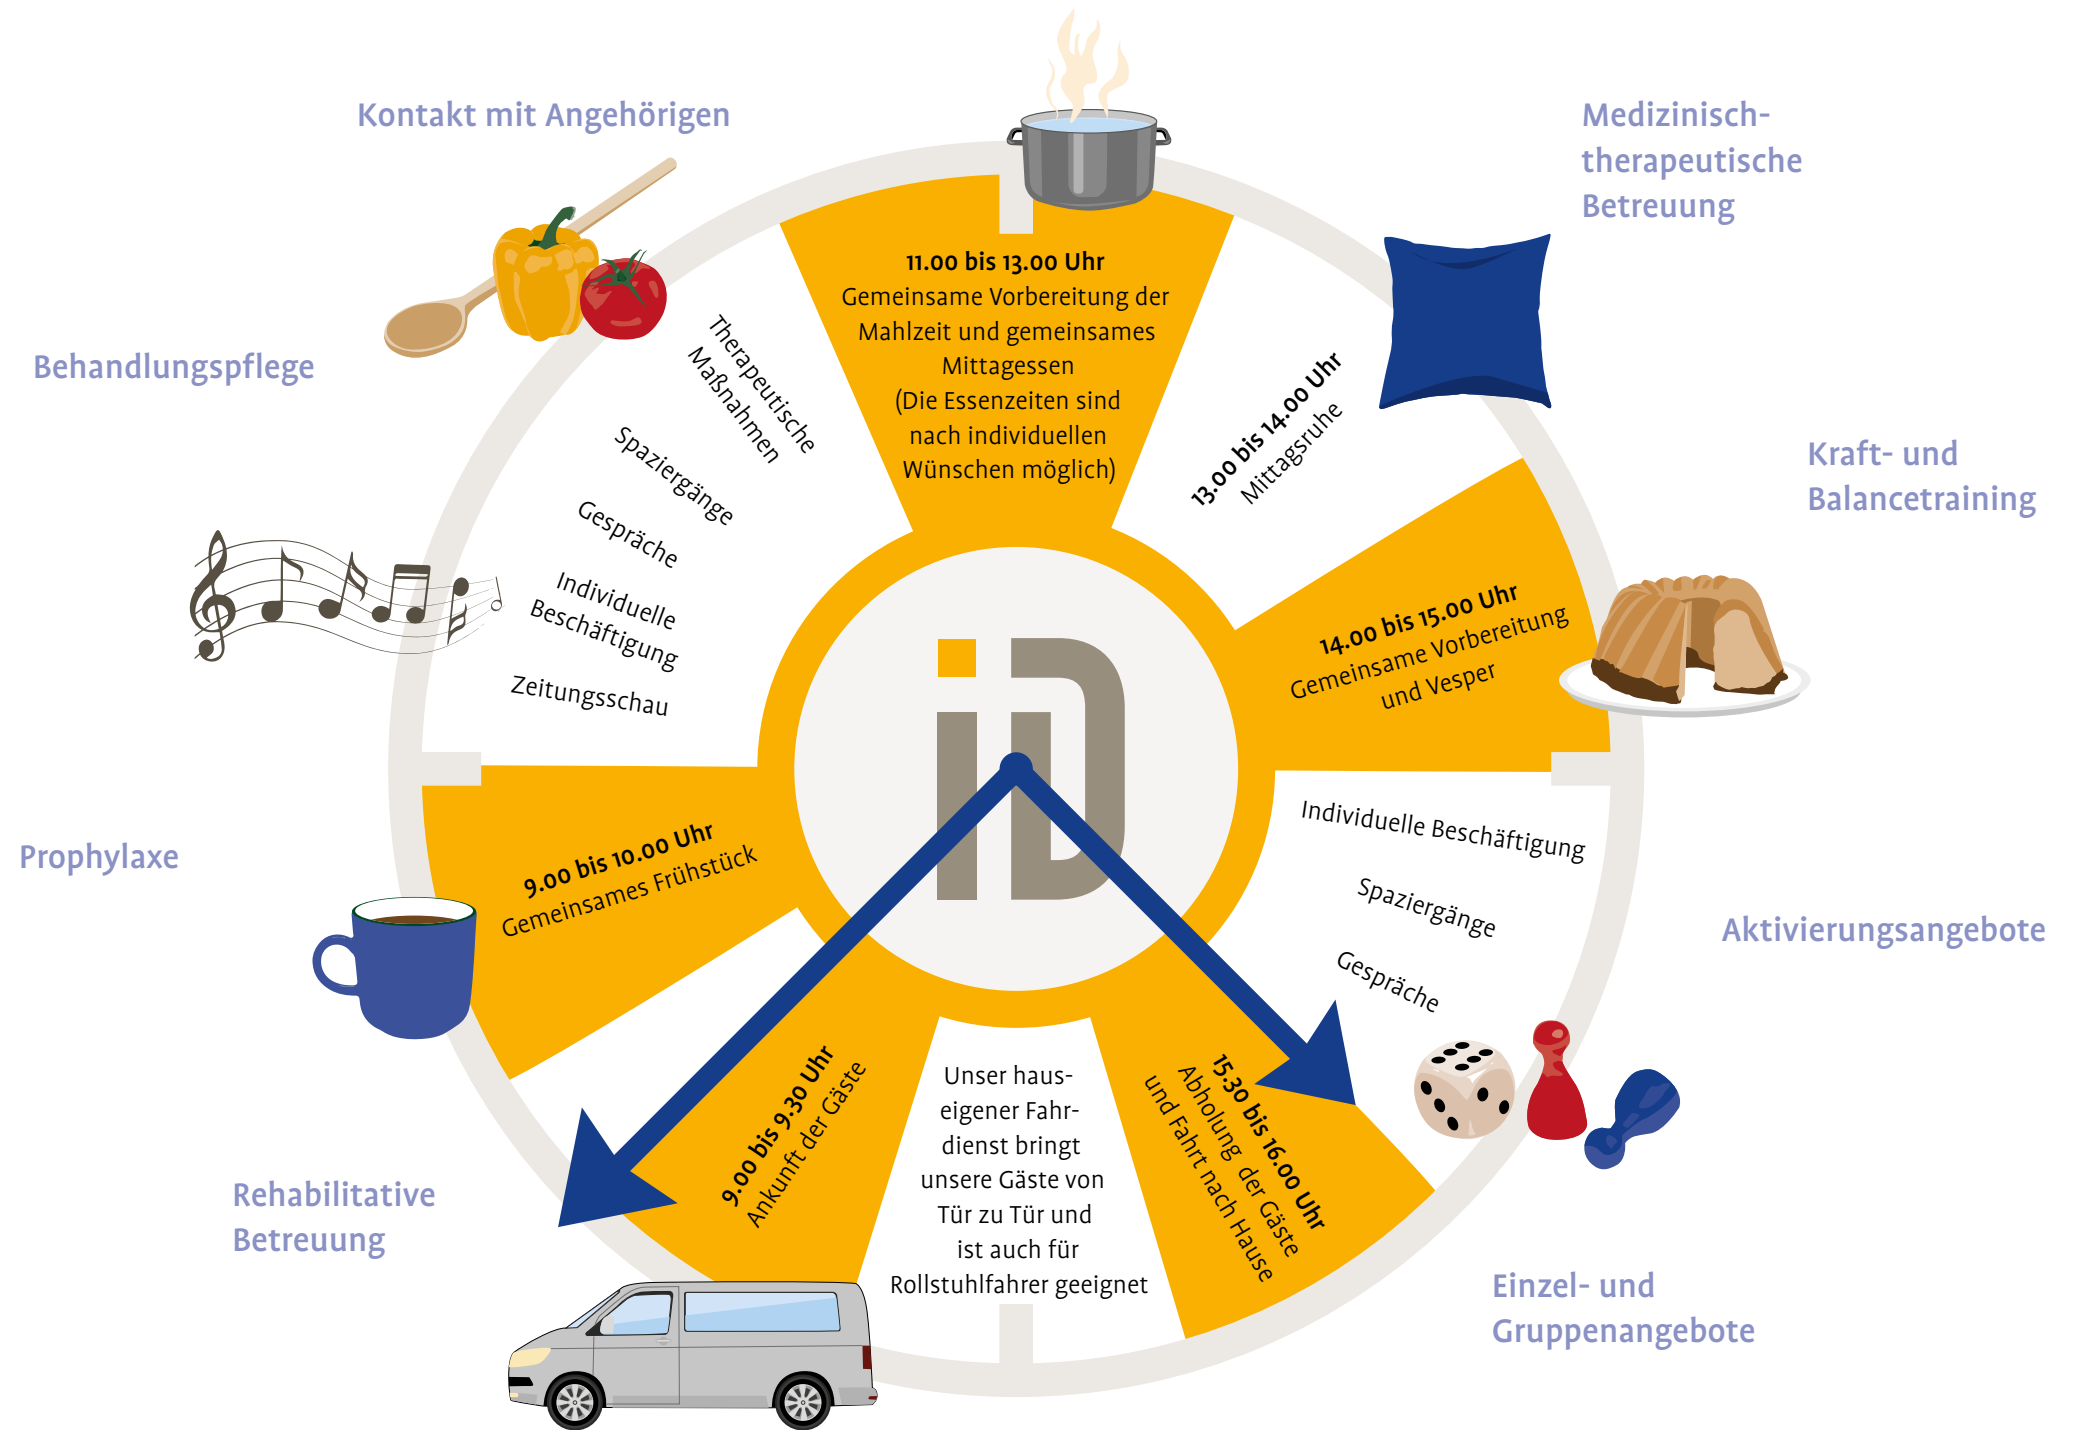 Kontakt mit Angehörigen
Medizinisch-
therapeutische
Betreuung
Behandlungspflege
Kraft- und
Balancetraining
Prophylaxe
Aktivierungsangebote
Rehabilitative
Betreuung
Einzel- und
Gruppenangebote
9.00 bis 9.30 Uhr
Ankunft der Gäste
9.00 bis 10.00 Uhr
Gemeinsames Frühstück
Zeitungsschau
Individuelle
Beschäftigung
Gespräche
Spaziergänge
Therapeutische
Maßnahmen
11.00 bis 13.00 Uhr
Gemeinsame Vorbereitung der
Mahlzeit und gemeinsames
Mittagessen
(Die Essenzeiten sind
nach individuellen
Wünschen möglich)
13.00 bis 14.00 Uhr
Mittagsruhe
14.00 bis 15.00 Uhr
Gemeinsame Vorbereitung
und Vesper
Individuelle Beschäftigung
Spaziergänge
Gespräche
15.30 bis 16.00 Uhr
Abholung der Gäste
und Fahrt nach Hause
Unser haus-
eigener Fahr-
dienst bringt
unsere Gäste von
Tür zu Tür und
ist auch für
Rollstuhlfahrer geeignet
iD